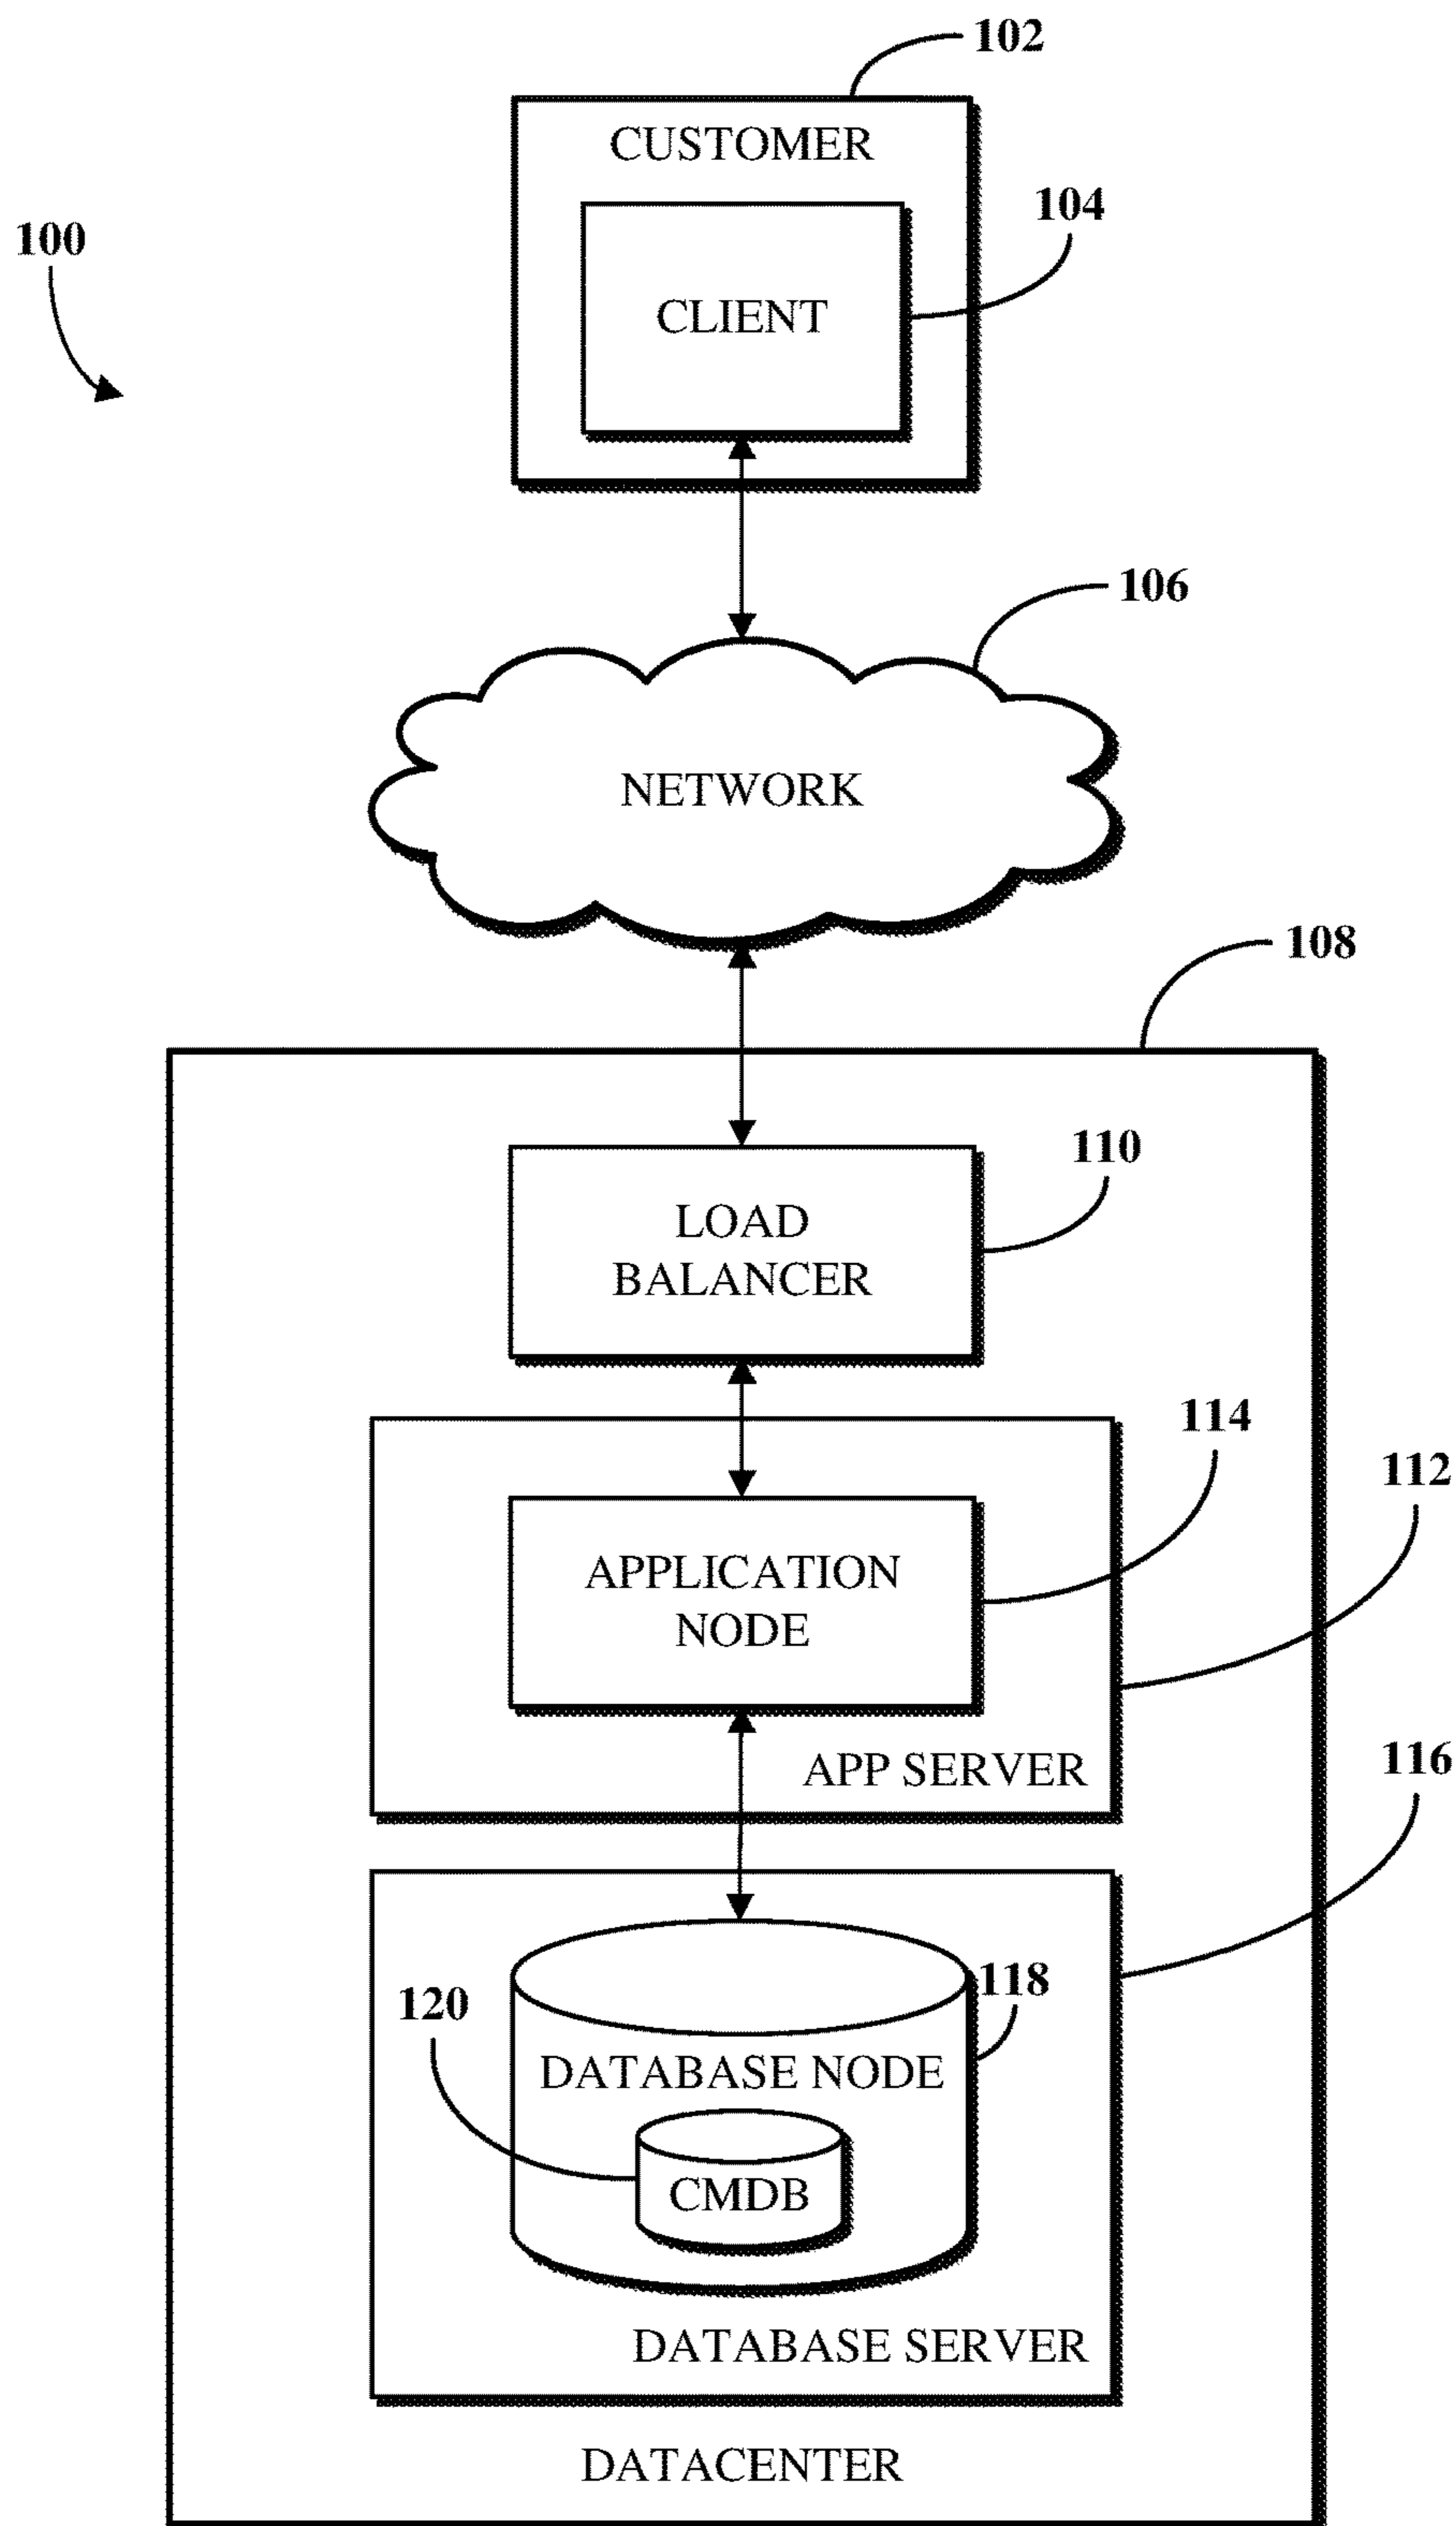 102
CUSTOMER
104
100
CLIENT
106
NETWORK
108
110
LOAD
BALANCER
114
112
APPLICATION
NODE
116
APP SERVER
118
120
DATABASE NODE
CMDB
DATABASE SERVER
DATACENTER